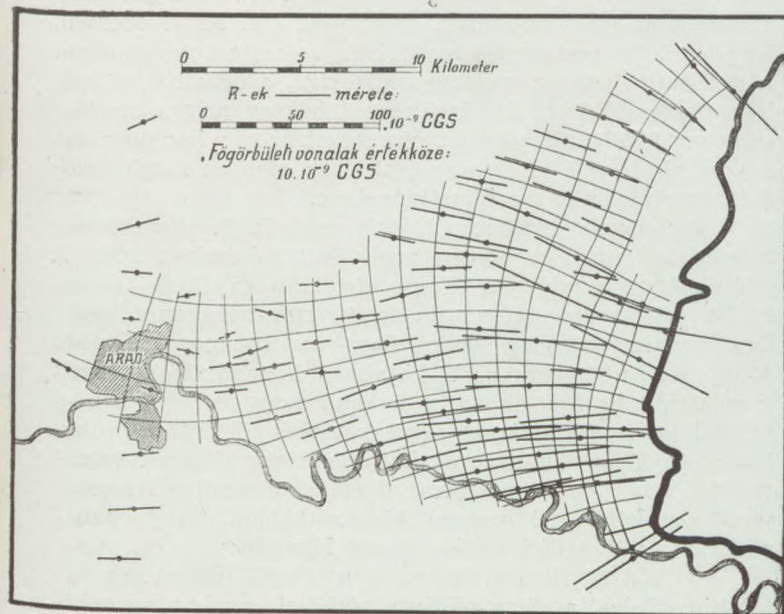 0 5 10 Kilometer
R-ek mérete:
0 50 100.10⁻⁹ CGS
Főgörbületi vonalak értékköze:
10.10⁻⁹ CGS
ARAD